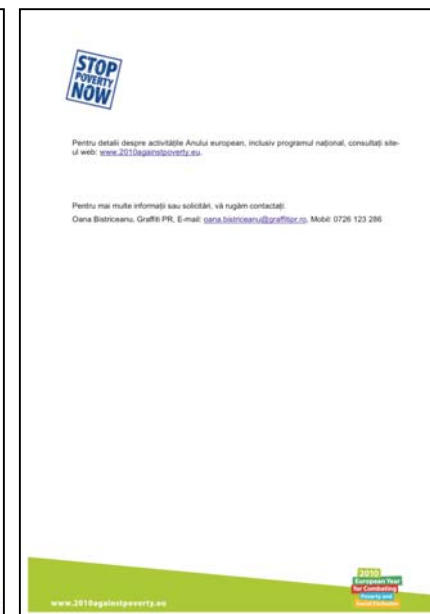 STOP
POVERTY
NOW
Pentru detalii despre activitățile Anului european, inclusiv programul național, consultați site-
ul web: www.2010againstpoverty.eu.
Pentru mai multe informații sau solicitări, vă rugăm contactați:
Oana Bistriceanu, Graffiti PR, E-mail: oana.bistriceanu@graffitipr.ro, Mobil: 0726 123 286
2010
European Year
for Combating
Poverty and
Social Exclusion
www.2010againstpoverty.eu